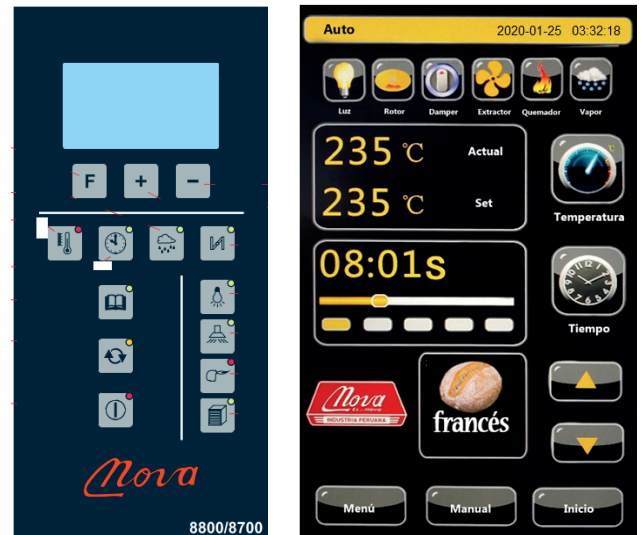 F + −
Nova
8800/8700
Auto 2020-01-25 03:32:18
Luz Rotor Damper Extractor Quemador Vapor
235 °C Actual
235 °C Set
Temperatura
08:01s
Tiempo
Nova
INDUSTRIA PERUANA
francés
Menú Manual Inicio